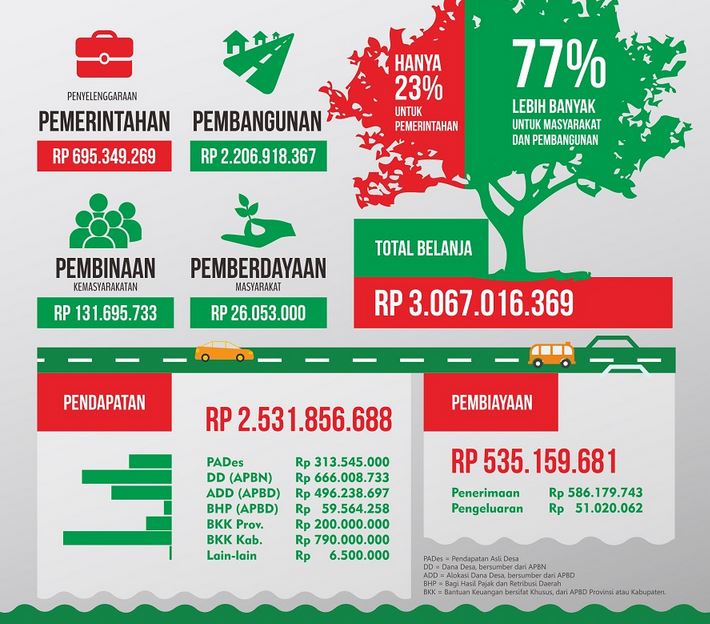 PENYELENGGARAAN
PEMERINTAHAN
RP 695.349.269
PEMBANGUNAN
RP 2.206.918.367
HANYA
23%
UNTUK
PEMERINTAHAN
77%
LEBIH BANYAK
UNTUK MASYARAKAT
DAN PEMBANGUNAN
PEMBINAAN
KEMASYARAKATAN
RP 131.695.733
PEMBERDAYAAN
MASYARAKAT
RP 26.053.000
TOTAL BELANJA
RP 3.067.016.369
PENDAPATAN
RP 2.531.856.688
PADes Rp 313.545.000
DD (APBN) Rp 666.008.733
ADD (APBD) Rp 496.238.697
BHP (APBD) Rp 59.564.258
BKK Prov. Rp 200.000.000
BKK Kab. Rp 790.000.000
Lain-lain Rp 6.500.000
PEMBIAYAAN
RP 535.159.681
Penerimaan Rp 586.179.743
Pengeluaran Rp 51.020.062
PADes = Pendapatan Asli Desa
DD = Dana Desa, bersumber dari APBN
ADD = Alokasi Dana Desa, bersumber dari APBD
BHP = Bagi Hasil Pajak dan Retribusi Daerah
BKK = Bantuan Keuangan bersifat Khusus, dari APBD Provinsi atau Kabupaten.